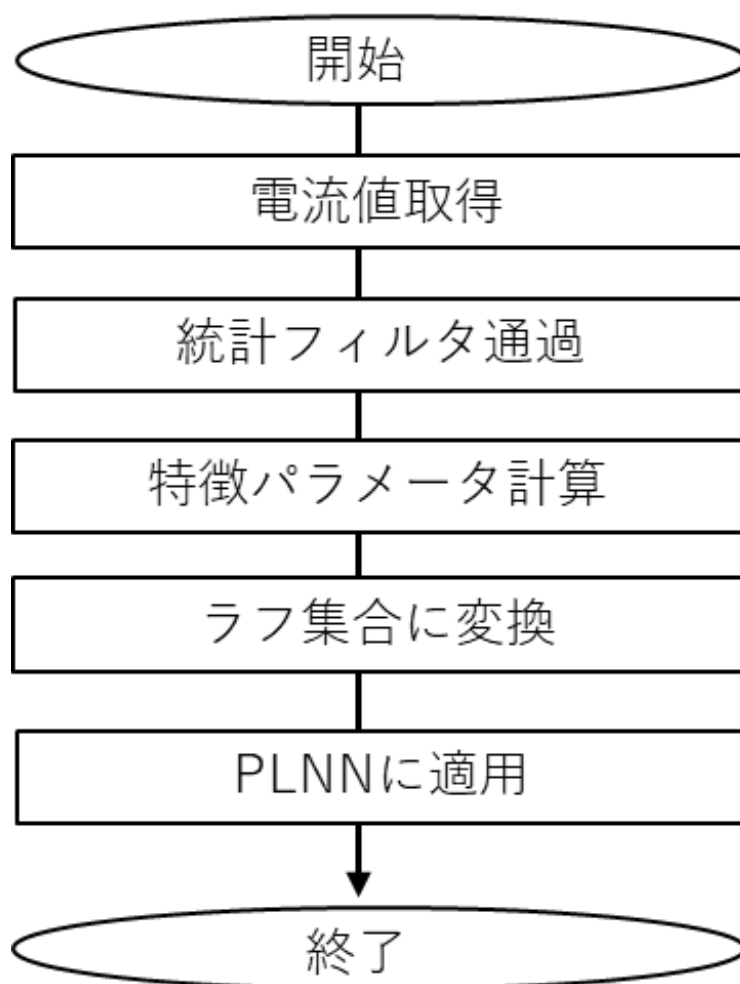 開始
電流値取得
統計フィルタ通過
特徴パラメータ計算
ラフ集合に変換
PLNNに適用
終了